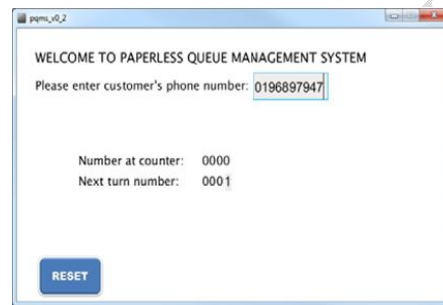 pqms_v0_2
WELCOME TO PAPERLESS QUEUE MANAGEMENT SYSTEM
Please enter customer's phone number: 0196897947
Number at counter: 0000
Next turn number: 0001
RESET